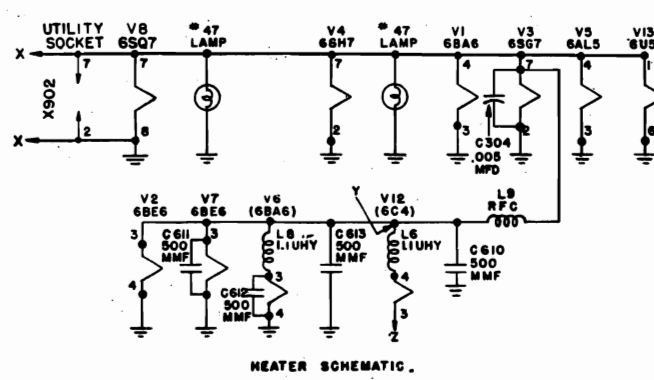 UTILITY SOCKET
V8 6SQ7
#47 LAMP
V4 6SH7
#47 LAMP
V1 6BA6
V3 6SG7
V5 6AL5
V13 6U5
X
7
7
7
4
7
4
1
X902
X
2
8
2
3
2
3
6
C304
.005
MFD
L9
RFC
V2
6BE6
V7
6BE6
V6
(6BA6)
Y
V12
(6C4)
3
C611
500
MMF
3
L8
1.1UHY
C613
500
MMF
L6
1.1UHY
C610
500
MMF
4
C612
500
MMF
3
4
4
3
Z
HEATER SCHEMATIC.